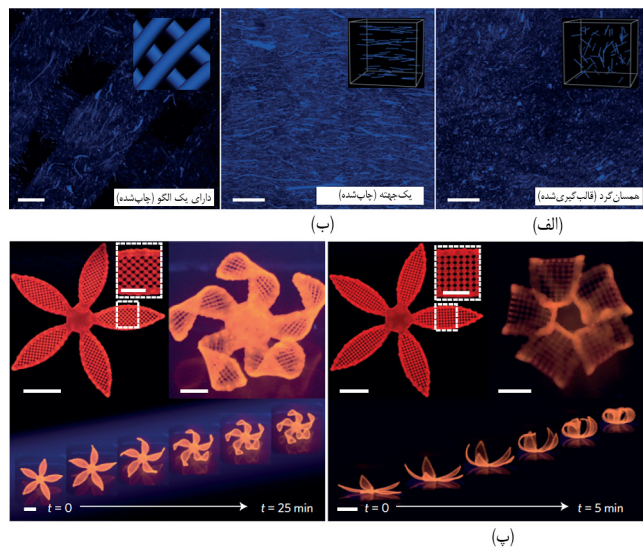 همسان‌گرد (قالب‌گیری‌شده)
یک‌جهته (چاپ‌شده)
دارای یک الگو (چاپ‌شده)
(الف)
(ب)
t = 0
t = 25 min
t = 0
t = 5 min
(پ)